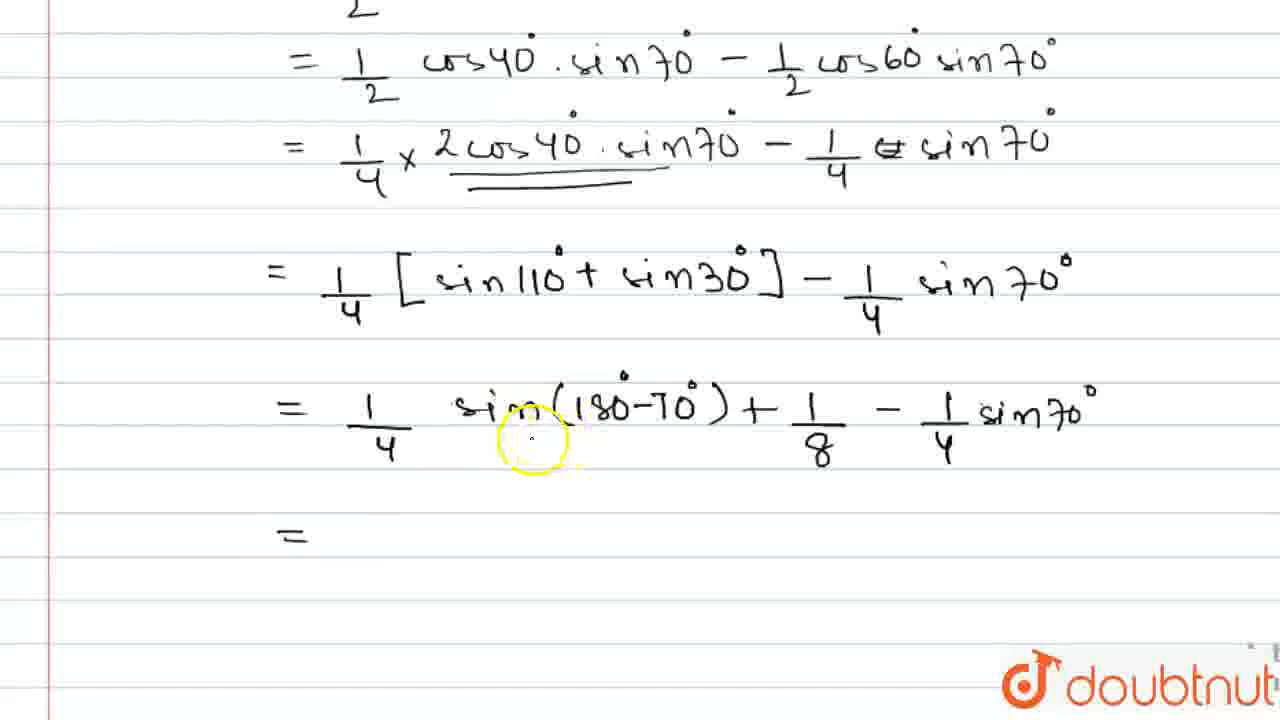 2
= 1/2 cos40°.sin70° - 1/2 cos60° sin70°
= 1/4 × 2cos40°.sin70° - 1/4 sin70°
= 1/4 [sin110° + sin30°] - 1/4 sin70°
= 1/4 sin(180°-70°) + 1/8 - 1/4 sin70°
=
doubtnut